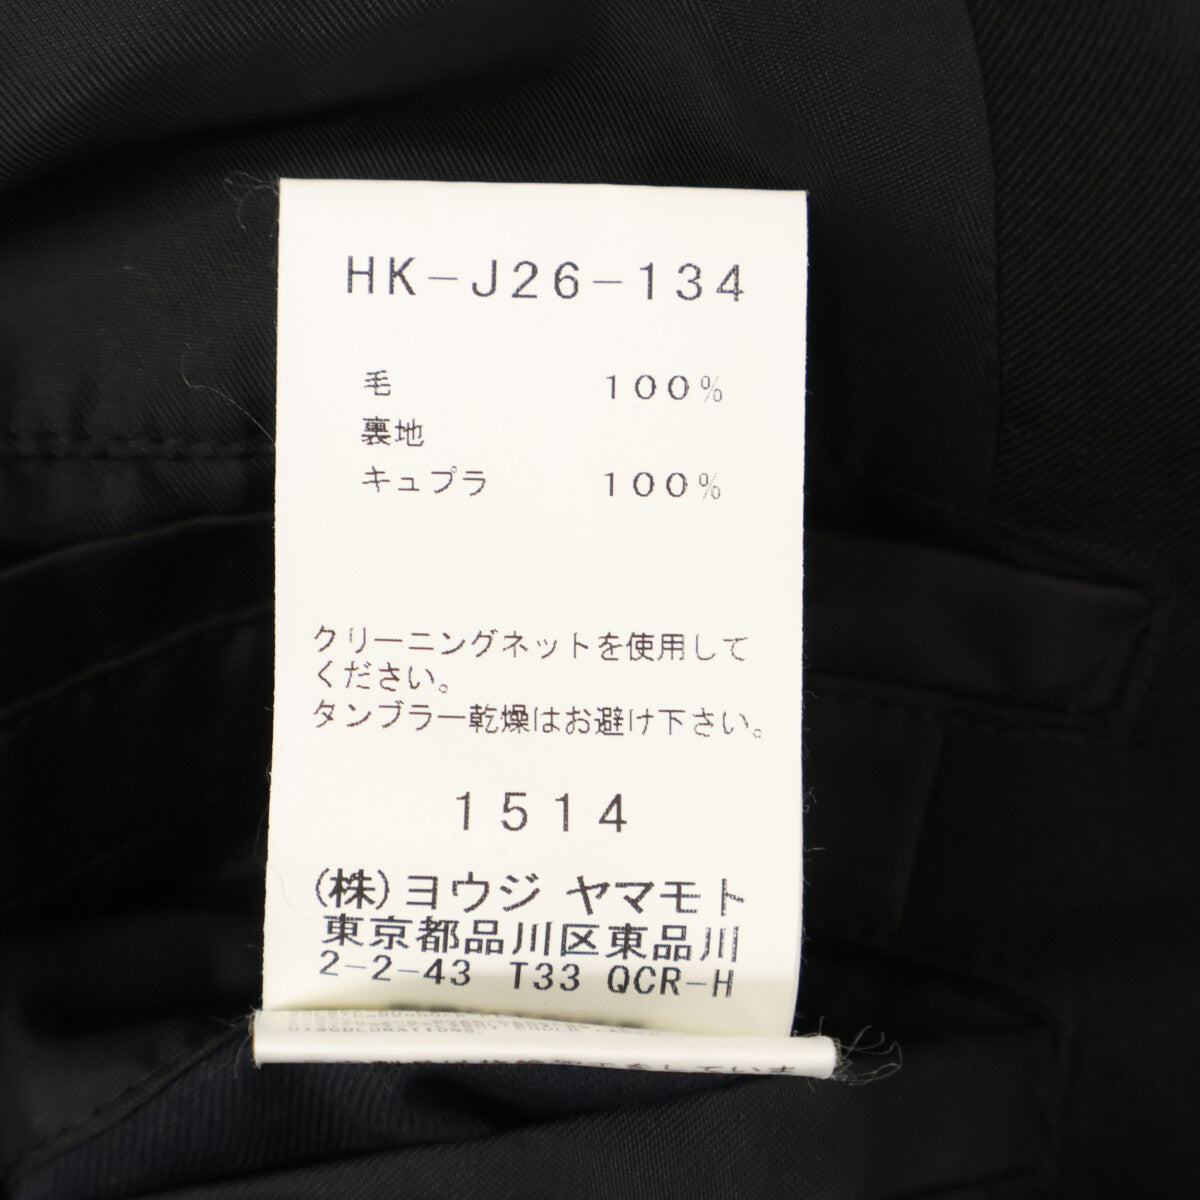 HK-J26-134
毛 100%
裏地
キュプラ 100%
クリーニングネットを使用して
ください。
タンブラー乾燥はお避け下さい。
1514
(株)ヨウジ ヤマモト
東京都品川区東品川
2-2-43 T33 QCR-H